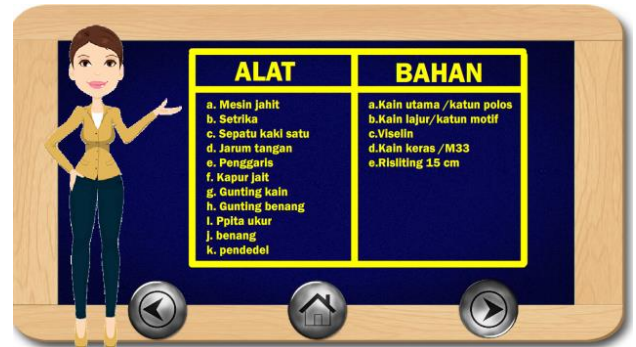 ALAT
a. Mesin jahit
b. Setrika
c. Sepatu kaki satu
d. Jarum tangan
e. Penggaris
f. Kapur jait
g. Gunting kain
h. Gunting benang
I. Ppita ukur
j. benang
k. pendedel
BAHAN
a.Kain utama /katun polos
b.Kain lajur/katun motif
c.Viselin
d.Kain keras /M33
e.Risliting 15 cm